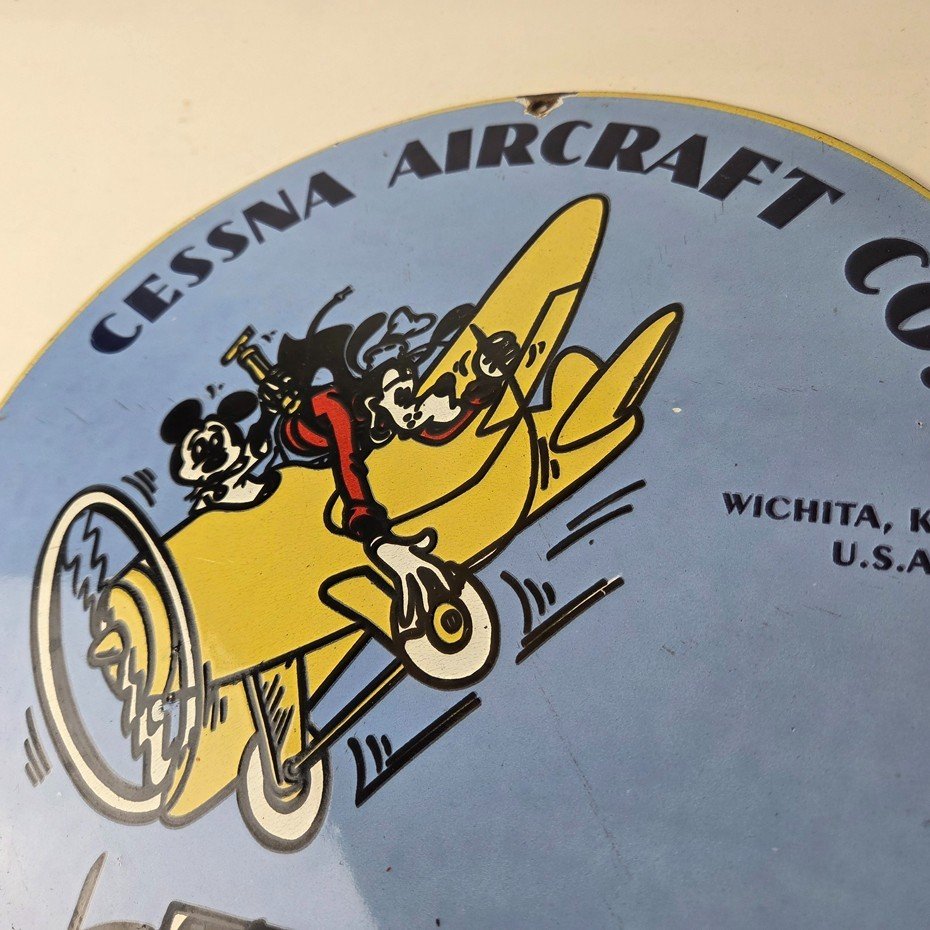 CESSNA AIRCRAFT CO.
WICHITA, K
U.S.A